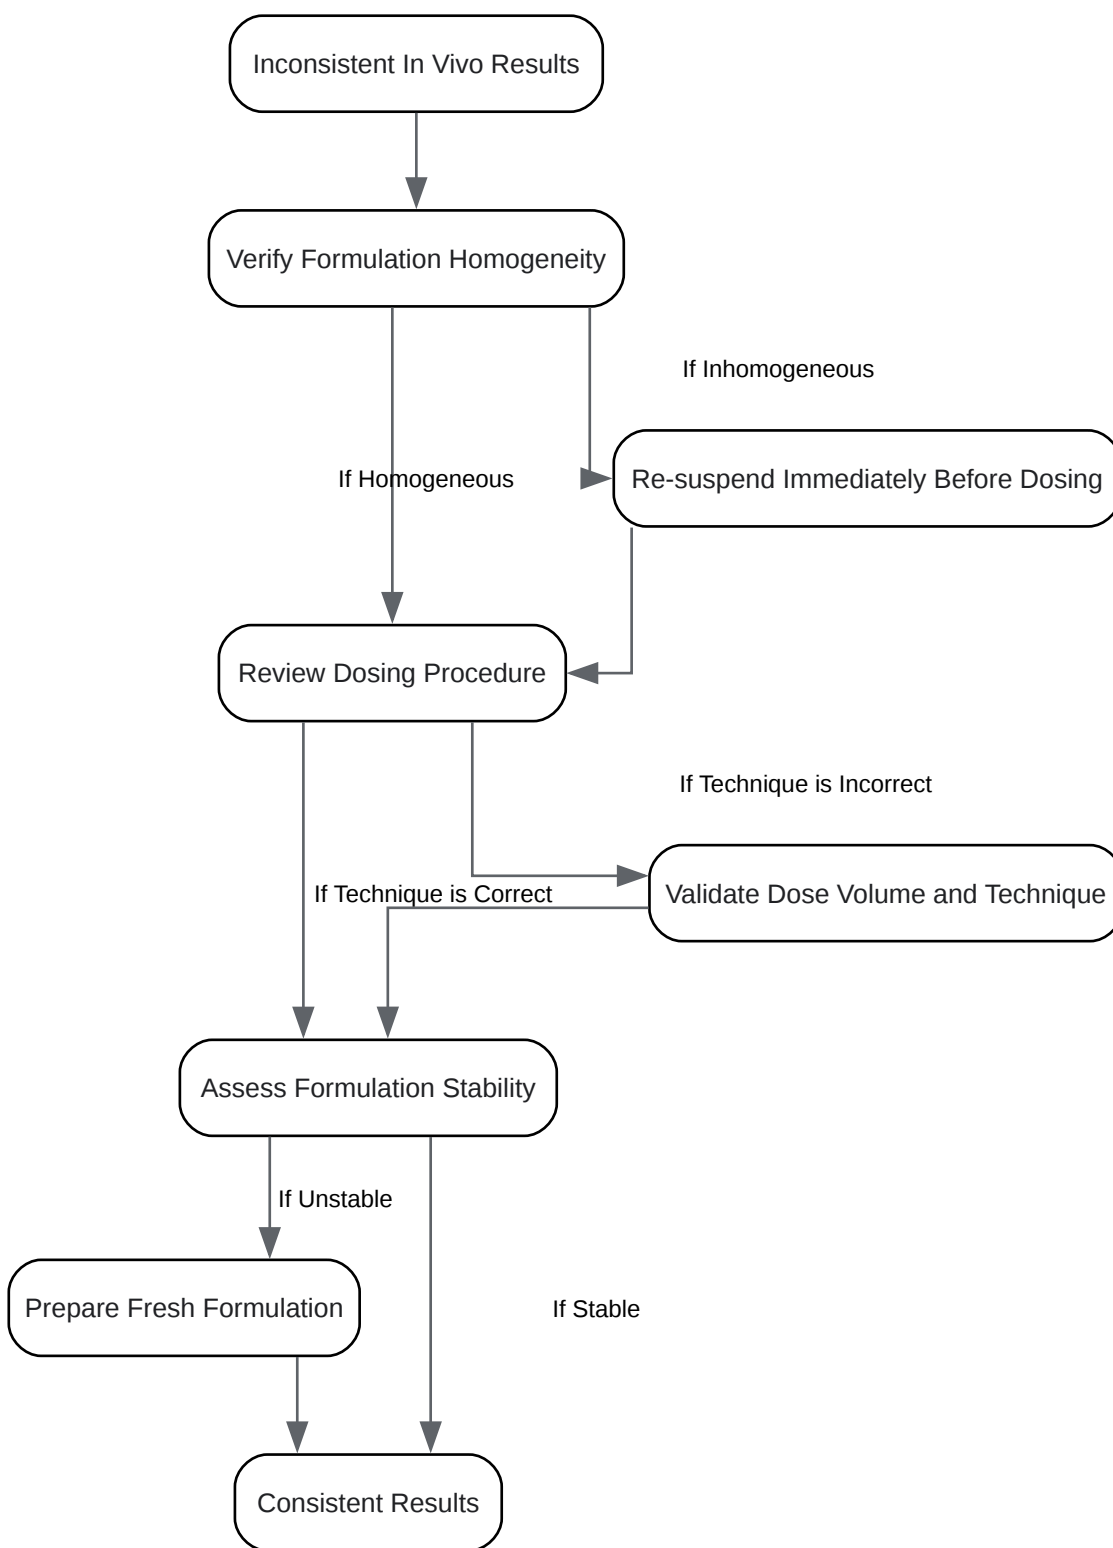 Inconsistent In Vivo Results
Verify Formulation Homogeneity
If Inhomogeneous
If Homogeneous
Re-suspend Immediately Before Dosing
Review Dosing Procedure
If Technique is Incorrect
If Technique is Correct
Validate Dose Volume and Technique
Assess Formulation Stability
If Unstable
Prepare Fresh Formulation
If Stable
Consistent Results